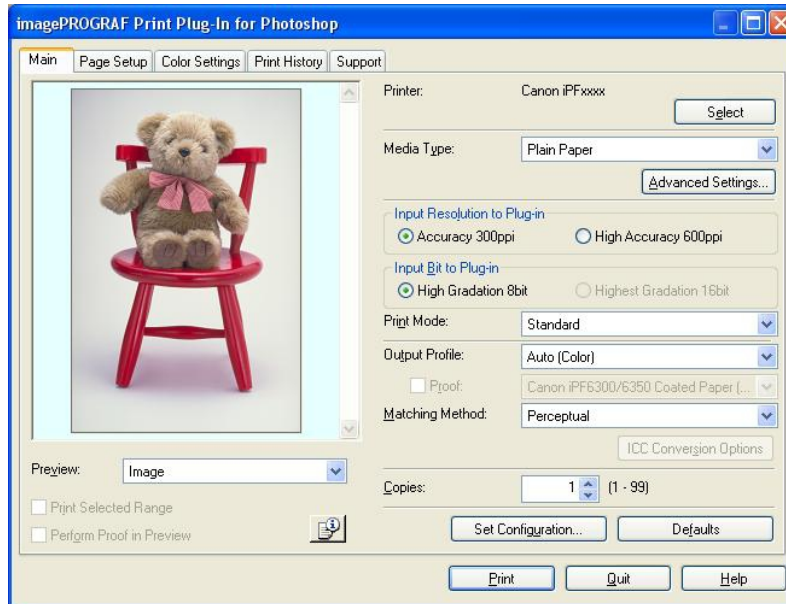 imagePROGRAF Print Plug-In for Photoshop
Main Page Setup Color Settings Print History Support
Printer: Canon iPFxxxx
Select
Media Type: Plain Paper
Advanced Settings...
Input Resolution to Plug-in
Accuracy 300ppi High Accuracy 600ppi
Input Bit to Plug-in
High Gradation 8bit Highest Gradation 16bit
Print Mode: Standard
Output Profile: Auto (Color)
Proof: Canon iPF6300/6350 Coated Paper (...
Matching Method: Perceptual
ICC Conversion Options
Preview: Image
Copies: 1 (1 - 99)
Print Selected Range
Perform Proof in Preview
Set Configuration... Defaults
Print Quit Help